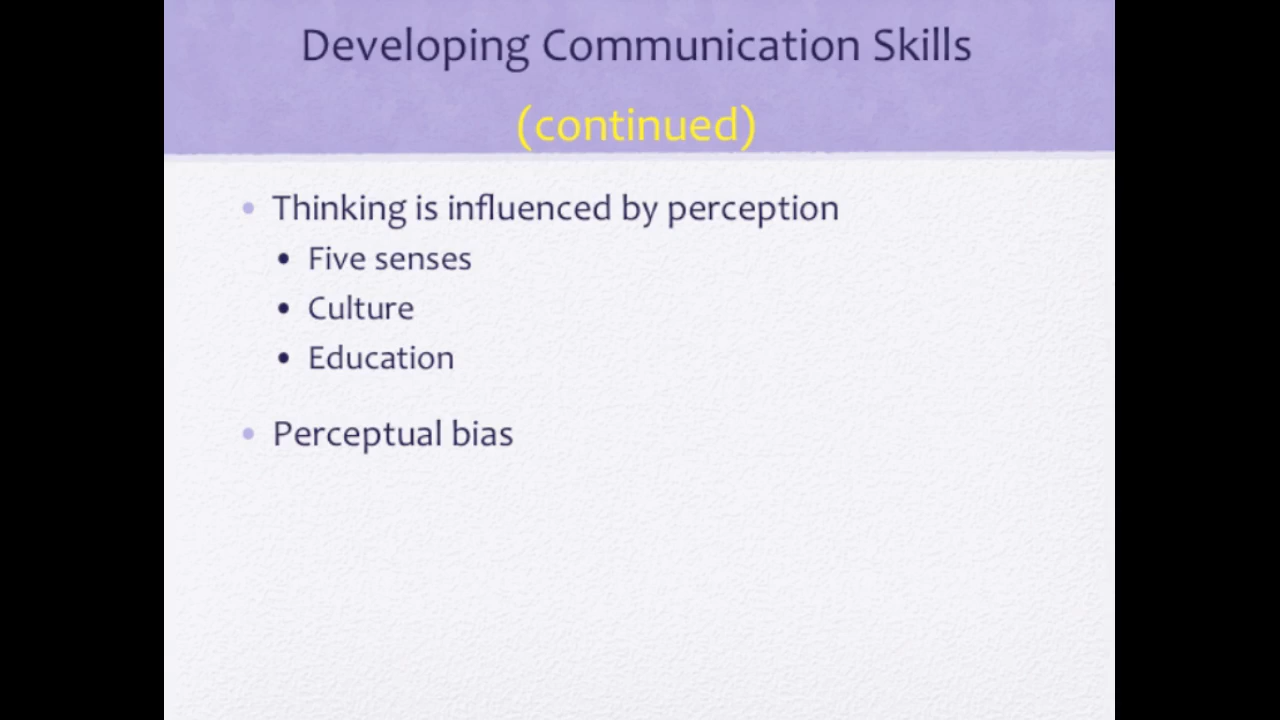 Developing Communication Skills
(continued)
• Thinking is influenced by perception
• Five senses
• Culture
• Education
• Perceptual bias